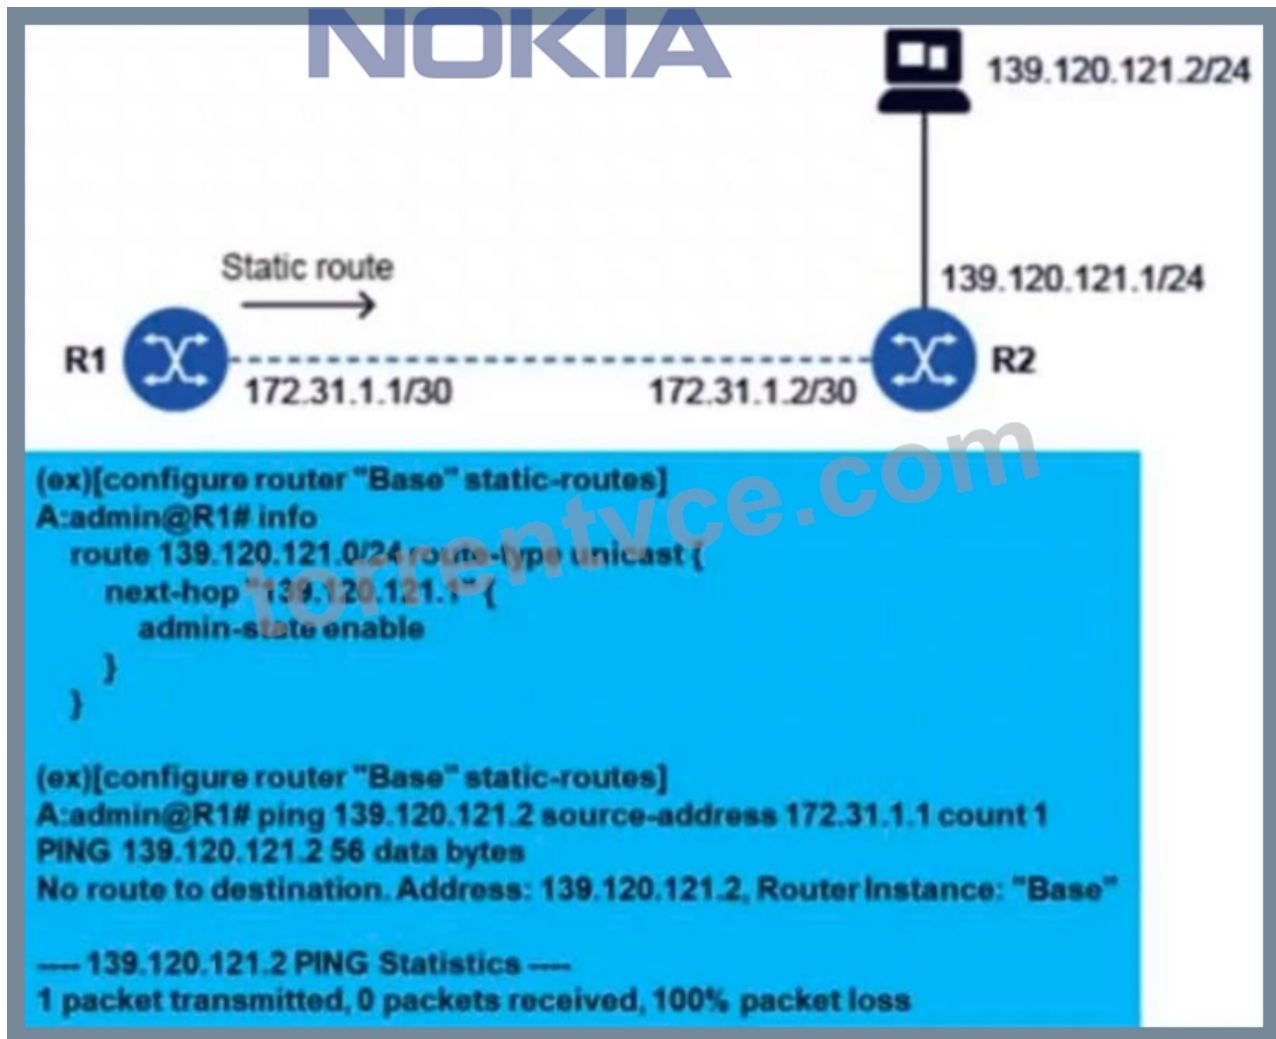 NOKIA
139.120.121.2/24
Static route
139.120.121.1/24
R1
R2
172.31.1.1/30
172.31.1.2/30
torrentvce.com
(ex)[configure router "Base" static-routes]
A:admin@R1# info
route 139.120.121.0/24 route-type unicast {
next-hop "139.120.121.1" {
admin-state enable
}
}
(ex)[configure router "Base" static-routes]
A:admin@R1# ping 139.120.121.2 source-address 172.31.1.1 count 1
PING 139.120.121.2 56 data bytes
No route to destination. Address: 139.120.121.2, Router Instance: "Base"
---- 139.120.121.2 PING Statistics ----
1 packet transmitted, 0 packets received, 100% packet loss